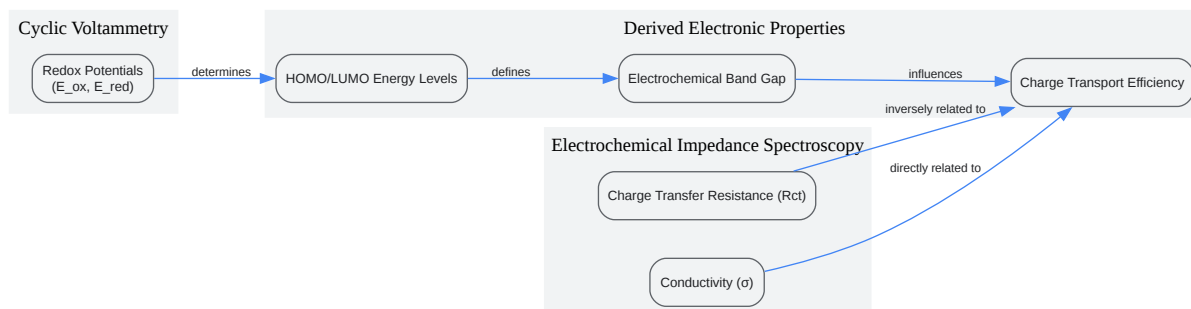 Cyclic Voltammetry
Redox Potentials
(E_ox, E_red)
determines
Derived Electronic Properties
HOMO/LUMO Energy Levels
defines
Electrochemical Band Gap
influences
Charge Transport Efficiency
inversely related to
Electrochemical Impedance Spectroscopy
Charge Transfer Resistance (Rct)
directly related to
Conductivity (σ)